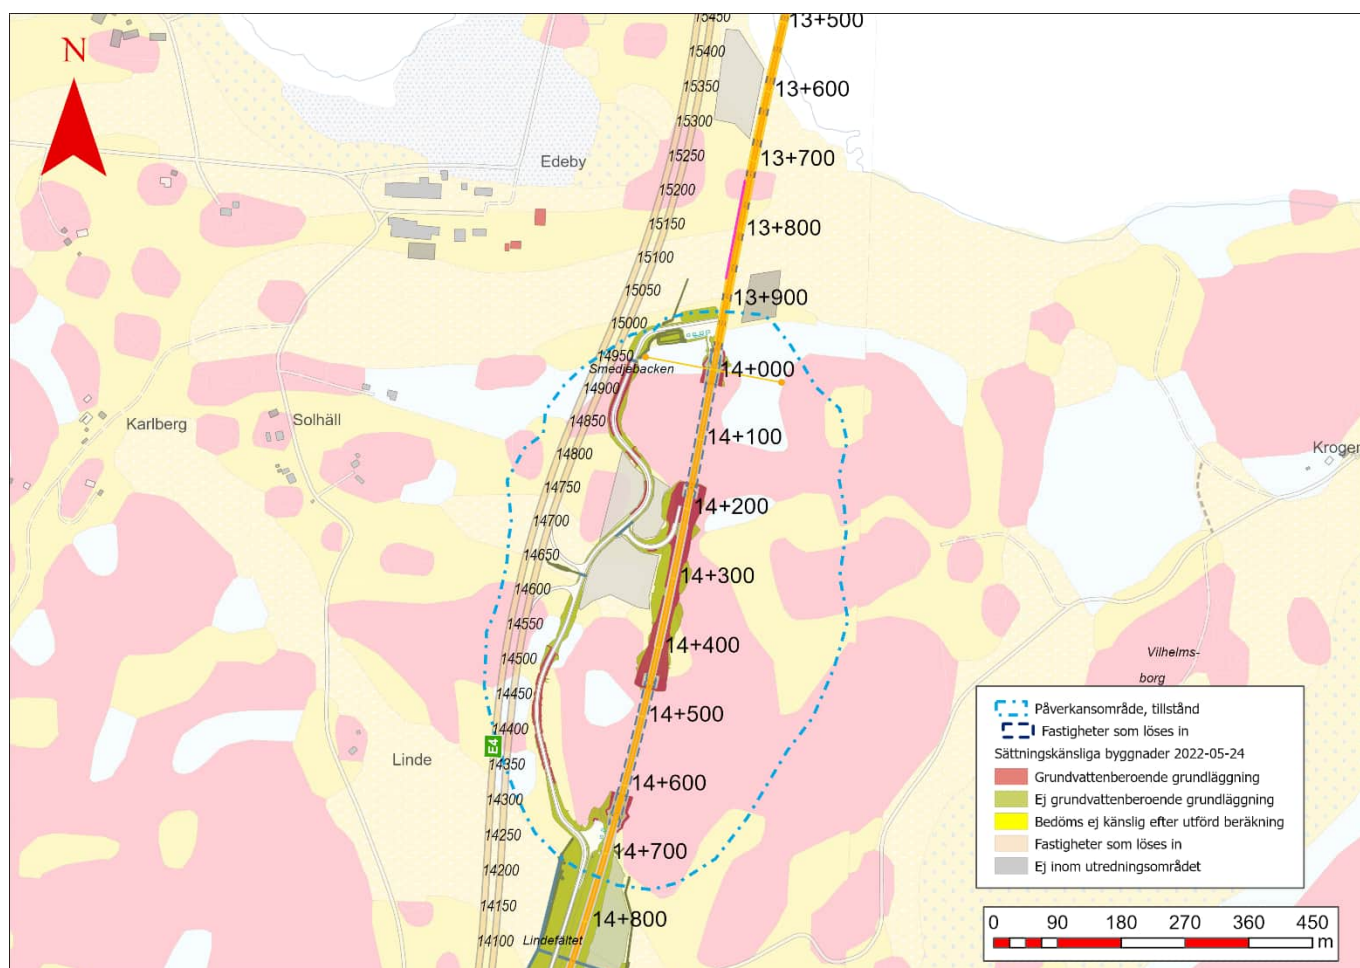 N
15450
13+500
15400
15350
13+600
15300
13+700
15250
Edeby
15200
15150
13+800
15100
15050
13+900
15000
14950
Smedjebacken
14+000
14900
14850
Karlberg
Solhäll
14+100
14800
Kroger
14750
14+200
14700
14650
14+300
14600
14550
14+400
14500
Vilhelms-
borg
14450
14+500
14400
E4
Linde
14350
14+600
14300
14250
14+700
14200
14150
14+800
14100
Lindefältet
Påverkansområde, tillstånd
Fastigheter som löses in
Sättningskänsliga byggnader 2022-05-24
Grundvattenberoende grundläggning
Ej grundvattenberoende grundläggning
Bedöms ej känslig efter utförd beräkning
Fastigheter som löses in
Ej inom utredningsområdet
0 90 180 270 360 450
m